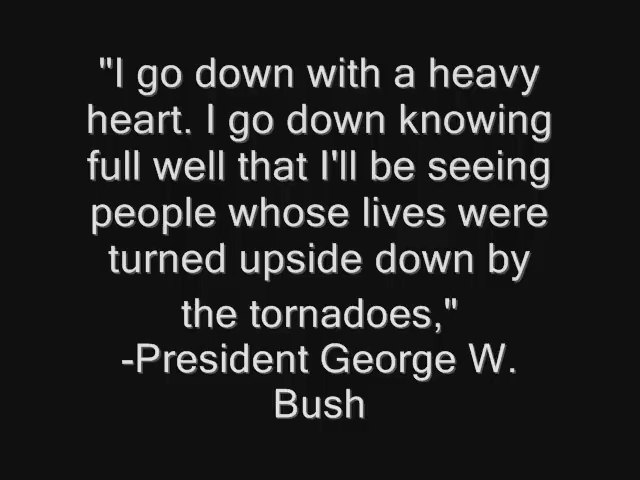 "I go down with a heavy
heart. I go down knowing
full well that I'll be seeing
people whose lives were
turned upside down by
the tornadoes,"
-President George W.
Bush